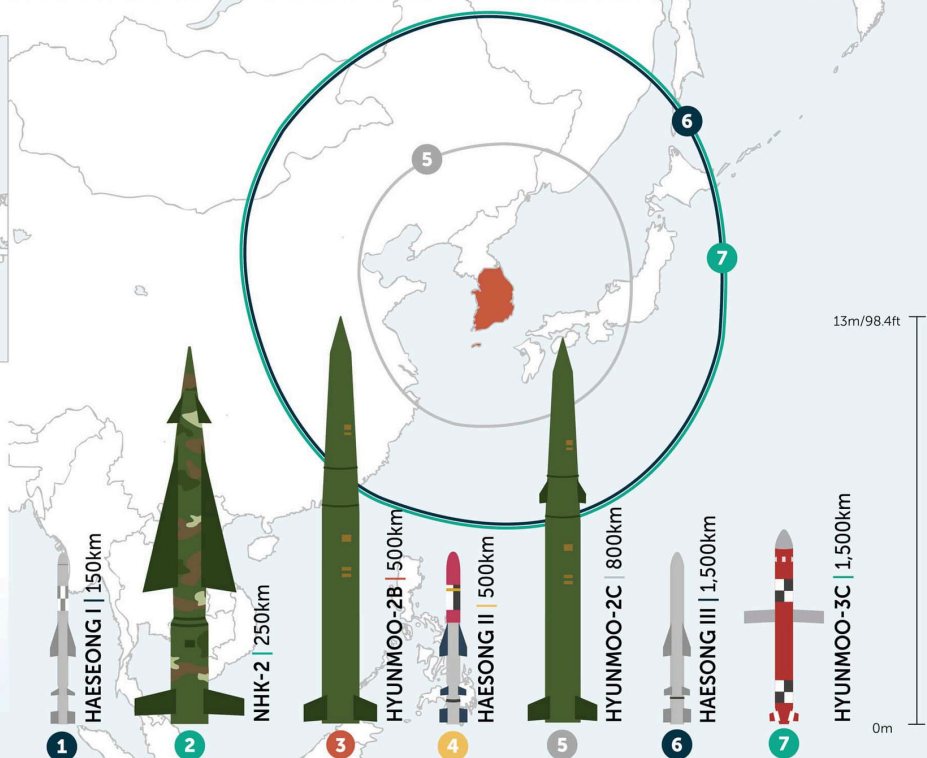 5
6
7
13m/98.4ft
0m
HAESEONG I | 150km
NHK-2 | 250km
HYUNMOO-2B | 500km
HAESONG II | 500km
HYUNMOO-2C | 800km
HAESONG III | 1,500km
HYUNMOO-3C | 1,500km
1
2
3
4
5
6
7